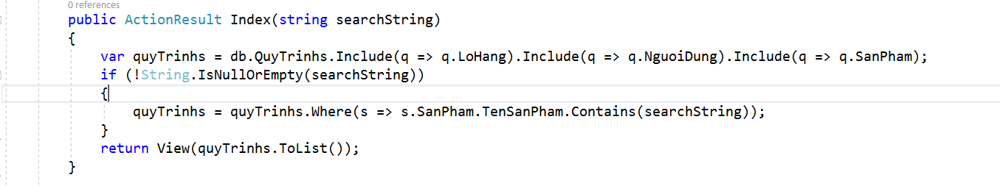 0 references
public ActionResult Index(string searchString)
{
var quyTrinhs = db.QuyTrinhs.Include(q => q.LoHang).Include(q => q.NguoiDung).Include(q => q.SanPham);
if (!String.IsNullOrEmpty(searchString))
{
quyTrinhs = quyTrinhs.Where(s => s.SanPham.TenSanPham.Contains(searchString));
}
return View(quyTrinhs.ToList());
}